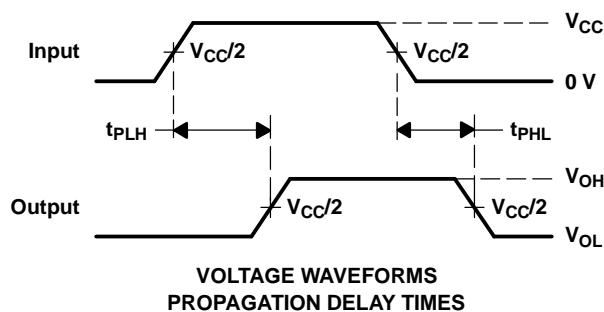 V_CC
Input
V_CC/2
V_CC/2
0 V
t_PLH
t_PHL
V_OH
Output
V_CC/2
V_CC/2
V_OL
VOLTAGE WAVEFORMS
PROPAGATION DELAY TIMES